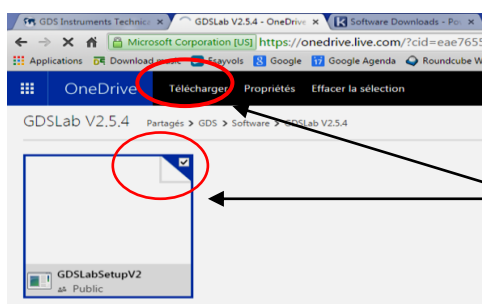 GDS Instruments Technica x GDSLab V2.5.4 - OneDrive x Software Downloads - Po x
Microsoft Corporation [US] https://onedrive.live.com/?cid=eae7655
Applications Download music Esayvols Google Google Agenda Roundcube W
OneDrive Télécharger Propriétés Effacer la sélection
GDSLab V2.5.4 Partagés > GDS > Software > GDSLab V2.5.4
GDSLabSetupV2
Public